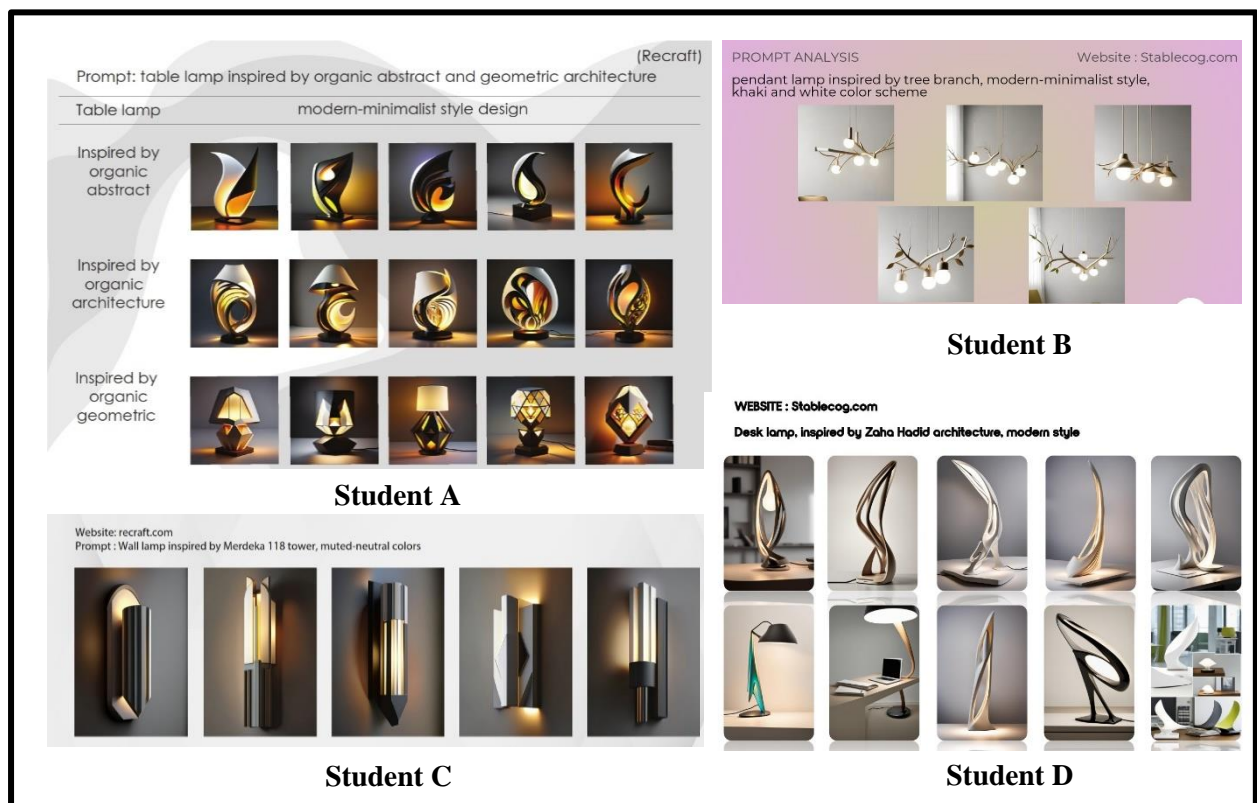 (Recraft)
Prompt: table lamp inspired by organic abstract and geometric architecture
Table lamp
modern-minimalist style design
Inspired by
organic
abstract
Inspired by
organic
architecture
Inspired by
organic
geometric
Student A
PROMPT ANALYSIS
Website : Stablecog.com
pendant lamp inspired by tree branch, modern-minimalist style,
khaki and white color scheme
Student B
Website: recraft.com
Prompt : Wall lamp inspired by Merdeka 118 tower, muted-neutral colors
Student C
WEBSITE : Stablecog.com
Desk lamp, inspired by Zaha Hadid architecture, modern style
Student D